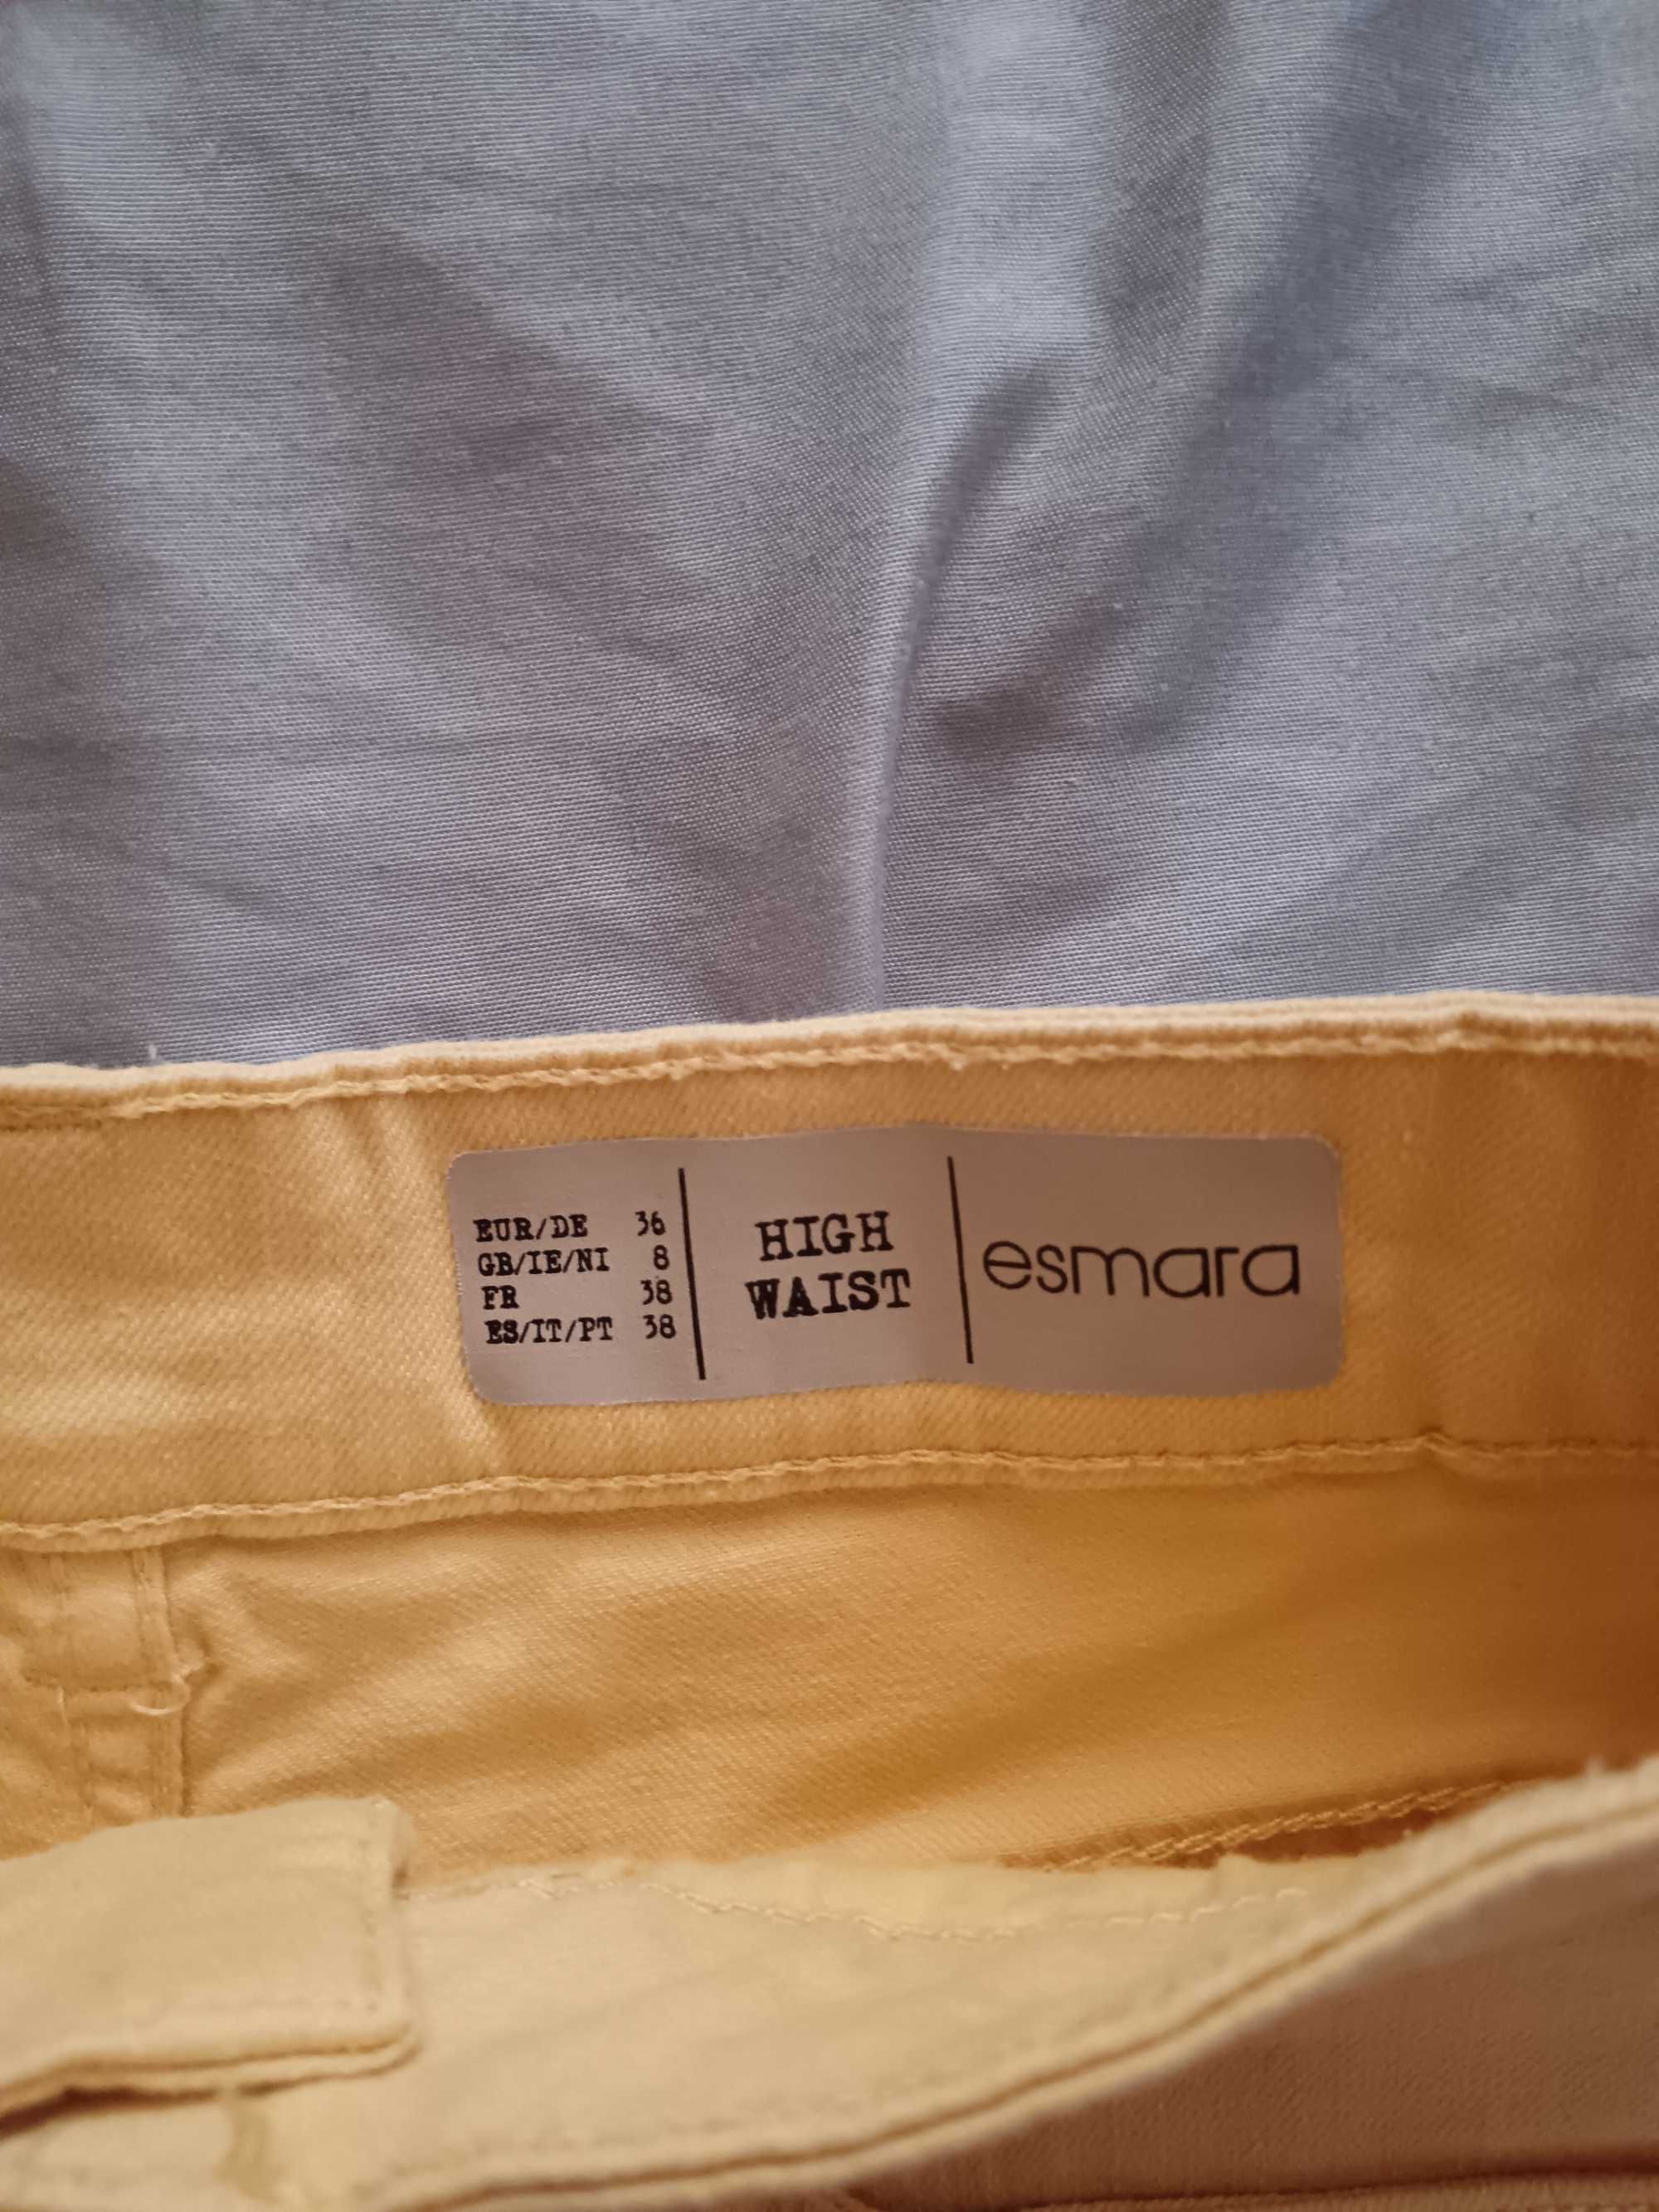 EUR/DE 36
GB/IE/NI 8
FR 38
ES/IT/PT 38
HIGH
WAIST
esmara